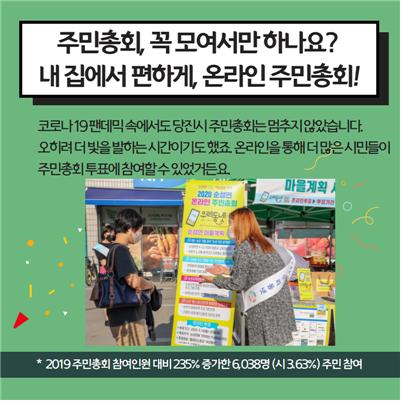 주민총회, 꼭 모여서만 하나요?
내 집에서 편하게, 온라인 주민총회!
코로나 19 팬데믹 속에서도 당진시 주민총회는 멈추지 않았습니다.
오히려 더 빛을 발하는 시간이기도 했죠. 온라인을 통해 더 많은 시민들이
주민총회 투표에 참여할 수 있었거든요.
2020 순성면
온라인 주민총회
마을계획
* 2019 주민총회 참여인원 대비 235% 증가한 6,038명 (시 3.63%) 주민 참여